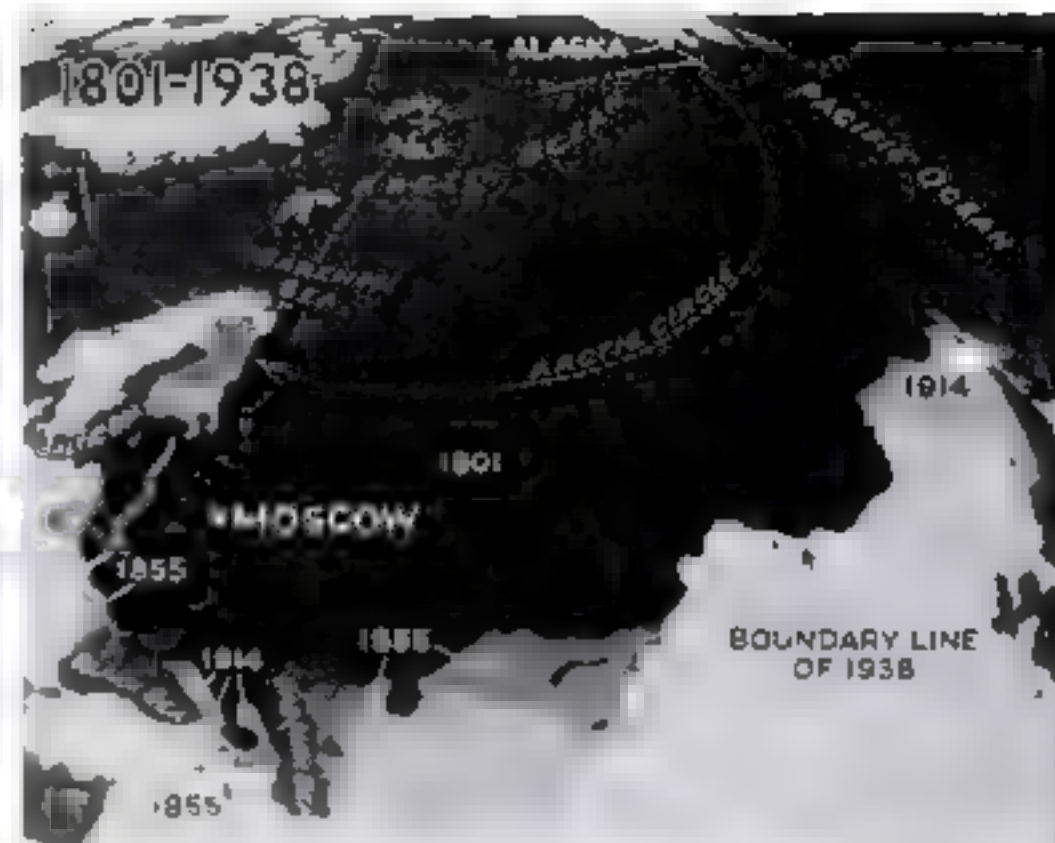 ALASKA
1801-1938
PACIFIC OCEAN
ARCTIC CIRCLE
1914
1801
MOSCOW
1855
1855
1914
BOUNDARY LINE
OF 1938
1855